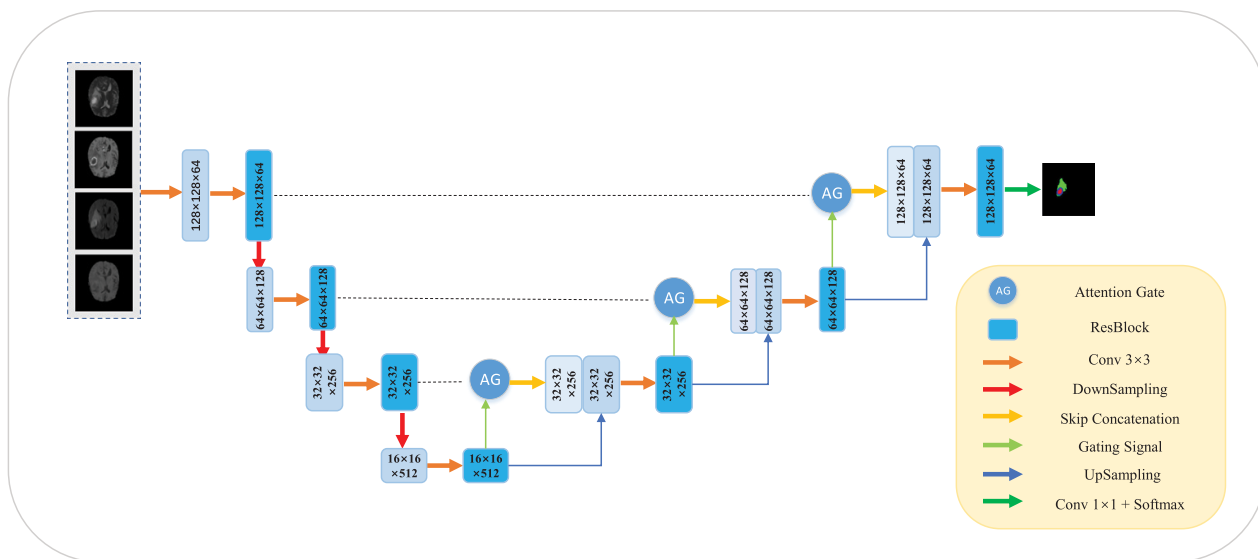 128×128×64
128×128×64
AG
128×128×64
128×128×64
128×128×64
64×64×128
64×64×128
AG
64×64×128
64×64×128
64×64×128
32×32
×256
32×32
×256
AG
32×32
×256
32×32
×256
32×32
×256
16×16
×512
16×16
×512
AG
Attention Gate
ResBlock
Conv 3×3
DownSampling
Skip Concatenation
Gating Signal
UpSampling
Conv 1×1 + Softmax